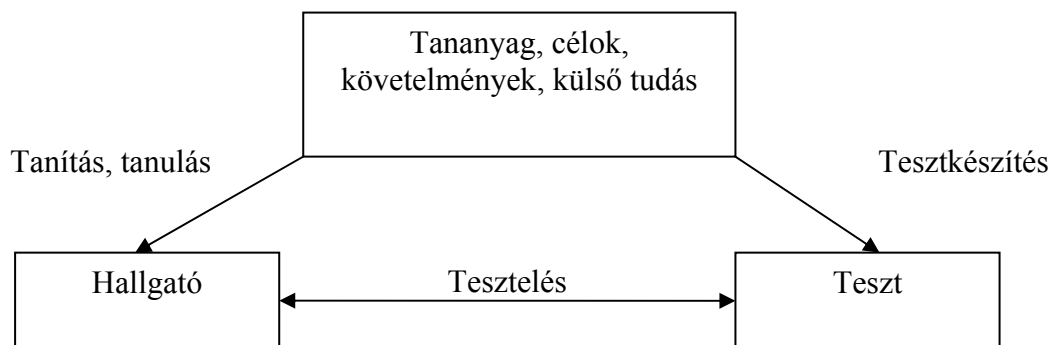 Tananyag, célok,
követelmények, külső tudás
Tanítás, tanulás
Tesztkészítés
Hallgató
Tesztelés
Teszt